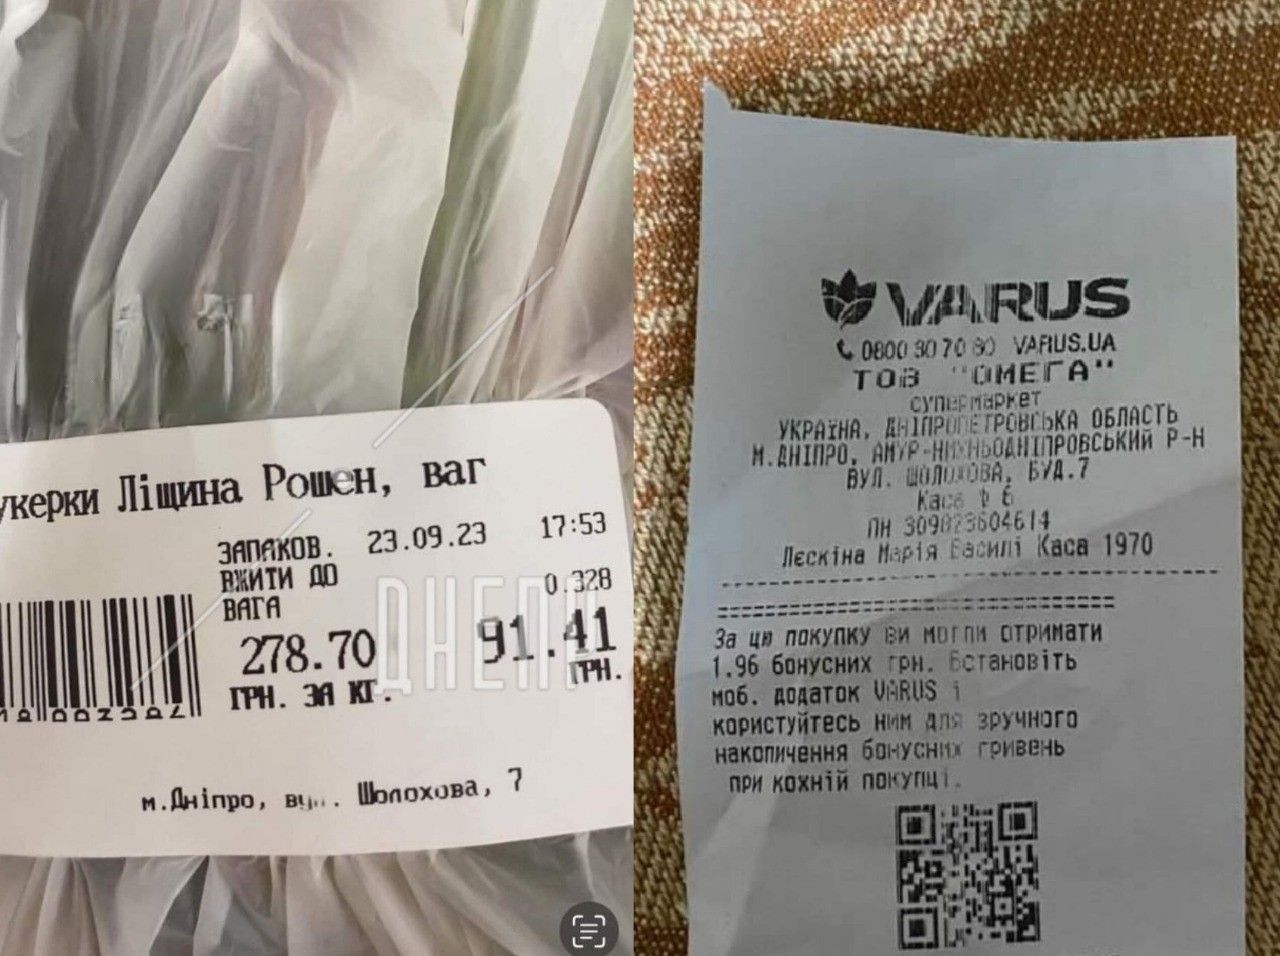 укерки Ліщина Рошен, ваг
ЗАПАКОВ. 23.09.23 17:53
ВЖИТИ ДО
ВАГА 0.328
278.70 91.41
ГРН. ЗА КГ. ГРН.
м.Дніпро, вул. Шолохова, 7
ДНЕПР
VARUS
0800 30 70 80 VARUS.UA
ТОВ "ОМЕГА"
супермаркет
УКРАЇНА, ДНІПРОПЕТРОВСЬКА ОБЛАСТЬ
М.ДНІПРО, АМУР-НИЖНЬОДНІПРОВСЬКИЙ Р-Н
ВУЛ. ШОЛОХОВА, БУД.7
Каса 6
ПН 309823604614
Лєскіна Марія Василі Каса 1970
За цю покупку Ви могли отримати
1.96 бонусних грн. Встановіть
моб. додаток VARUS і
користуйтесь ним для зручного
накопичення бонусних гривень
при кожній покупці.